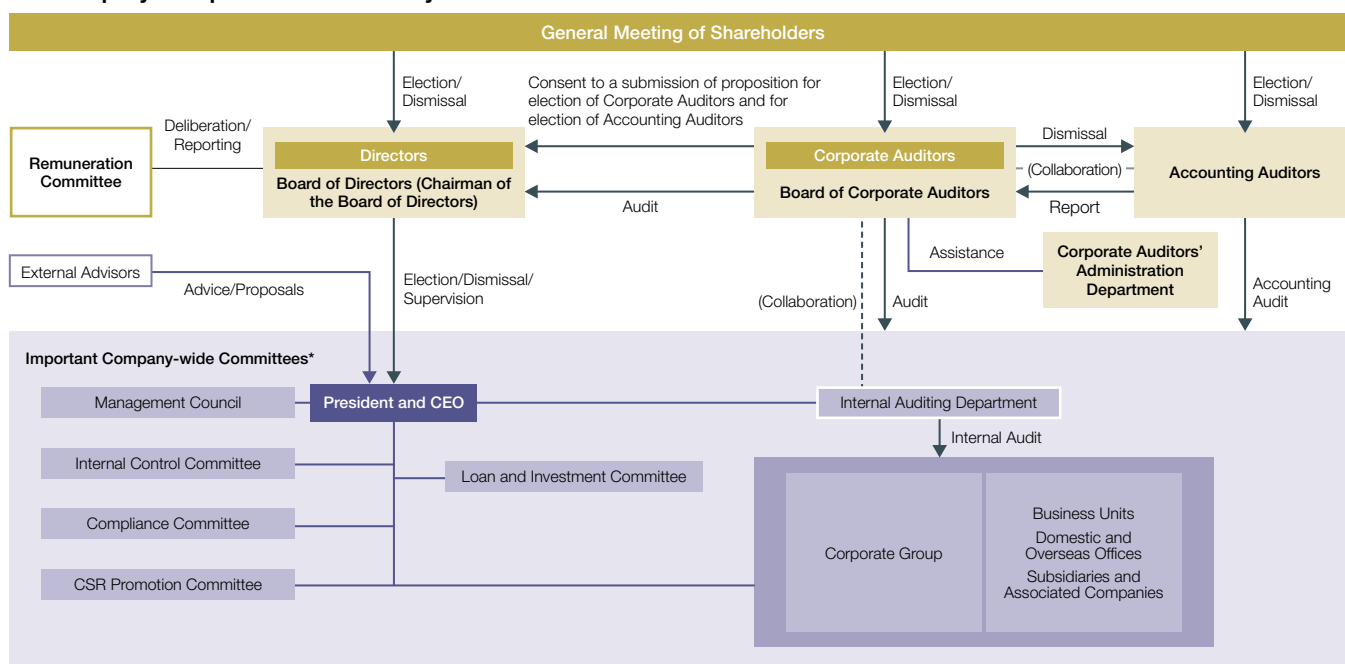 General Meeting of Shareholders
Election/
Dismissal
Consent to a submission of proposition for
election of Corporate Auditors and for
election of Accounting Auditors
Election/
Dismissal
Election/
Dismissal
Remuneration
Committee
Deliberation/
Reporting
Directors
Board of Directors (Chairman of
the Board of Directors)
Audit
Corporate Auditors
Board of Corporate Auditors
Dismissal
(Collaboration)
Report
Accounting Auditors
External Advisors
Advice/Proposals
Election/Dismissal/
Supervision
(Collaboration)
Audit
Assistance
Corporate Auditors’
Administration
Department
Accounting
Audit
Important Company-wide Committees*
Management Council
President and CEO
Internal Auditing Department
Internal Audit
Internal Control Committee
Loan and Investment Committee
Compliance Committee
CSR Promotion Committee
Corporate Group
Business Units
Domestic and
Overseas Offices
Subsidiaries and
Associated Companies